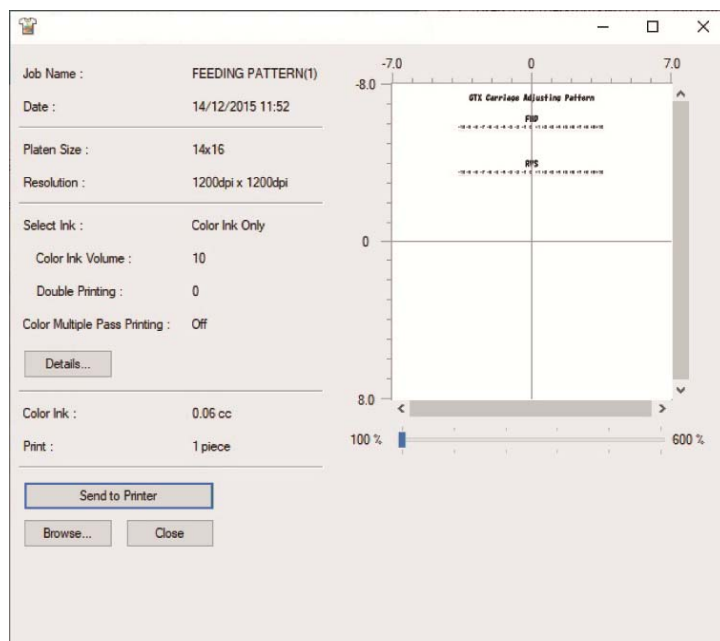 Job Name : FEEDING PATTERN(1)
Date : 14/12/2015 11:52
Platen Size : 14x16
Resolution : 1200dpi x 1200dpi
Select Ink : Color Ink Only
Color Ink Volume : 10
Double Printing : 0
Color Multiple Pass Printing : Off
Details...
Color Ink : 0.06 cc
Print : 1 piece
Send to Printer
Browse... Close
-7.0 0 7.0
-8.0
GTX Carriage Adjusting Pattern
FWD
RVS
0
8.0
100 % 600 %